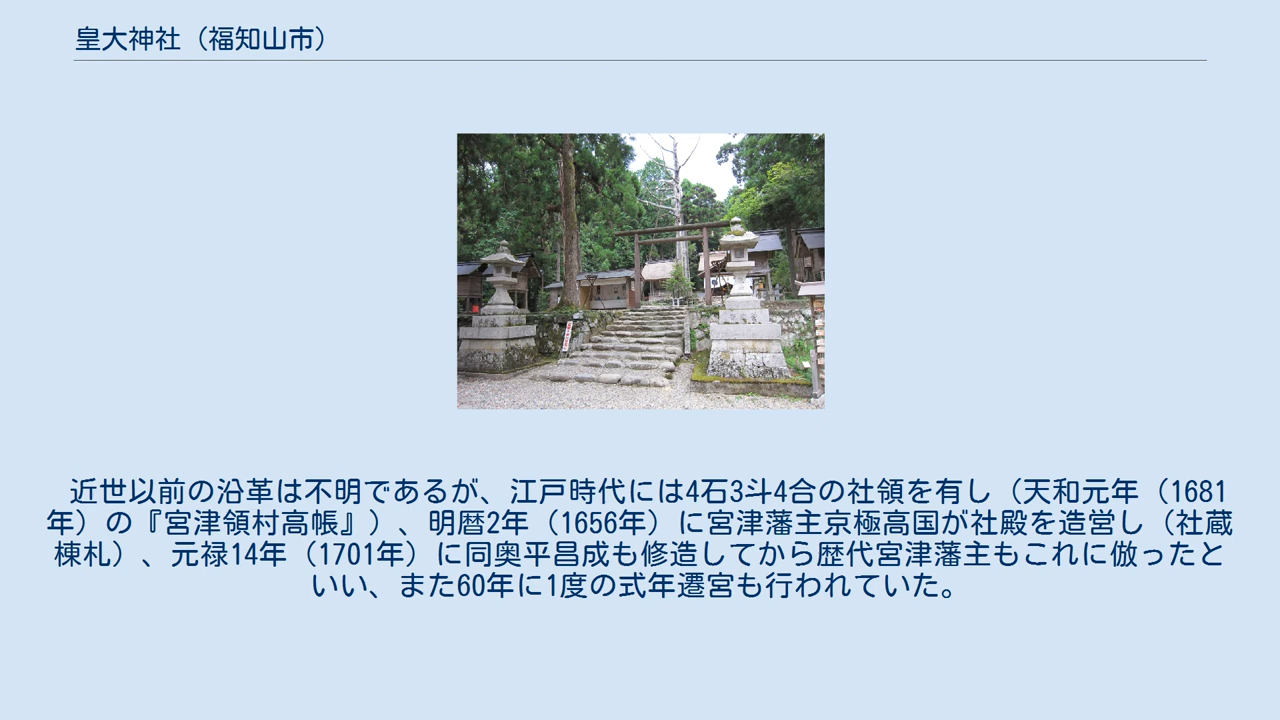 皇大神社（福知山市）
近世以前の沿革は不明であるが、江戸時代には4石3斗4合の社領を有し（天和元年（1681
年）の『宮津領村高帳』）、明暦2年（1656年）に宮津藩主京極高国が社殿を造営し（社蔵
棟札）、元禄14年（1701年）に同奥平昌成も修造してから歴代宮津藩主もこれに倣ったと
いい、また60年に1度の式年遷宮も行われていた。